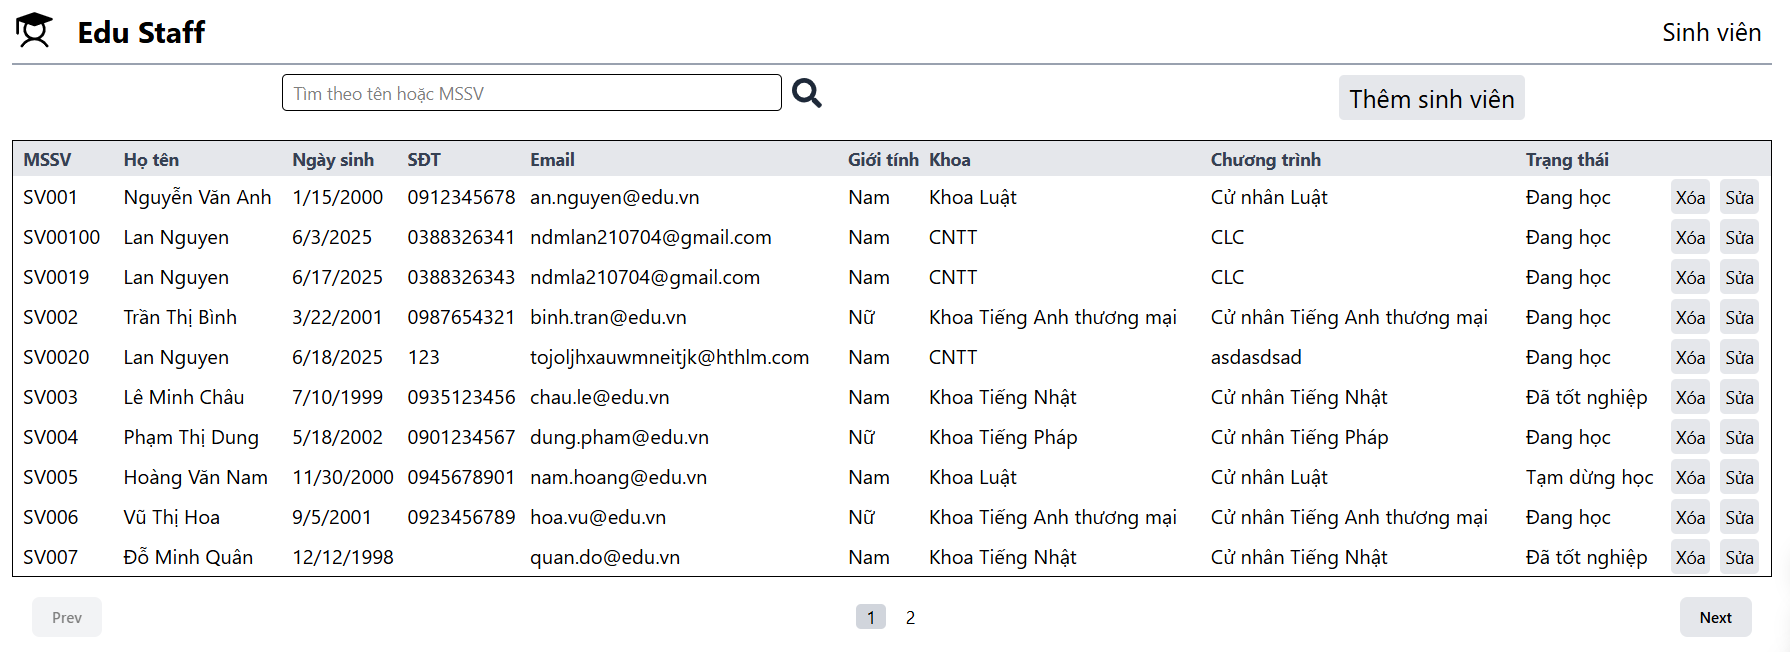 Edu Staff Sinh viên
Tìm theo tên hoặc MSSV Thêm sinh viên
MSSV Họ tên Ngày sinh SĐT Email Giới tính Khoa Chương trình Trạng thái
SV001 Nguyễn Văn Anh 1/15/2000 0912345678 an.nguyen@edu.vn Nam Khoa Luật Cử nhân Luật Đang học Xóa Sửa
SV00100 Lan Nguyen 6/3/2025 0388326341 ndmlan210704@gmail.com Nam CNTT CLC Đang học Xóa Sửa
SV0019 Lan Nguyen 6/17/2025 0388326343 ndmla210704@gmail.com Nam CNTT CLC Đang học Xóa Sửa
SV002 Trần Thị Bình 3/22/2001 0987654321 binh.tran@edu.vn Nữ Khoa Tiếng Anh thương mại Cử nhân Tiếng Anh thương mại Đang học Xóa Sửa
SV0020 Lan Nguyen 6/18/2025 123 tojoljhxauwmneitjk@hthlm.com Nam CNTT asdasdsad Đang học Xóa Sửa
SV003 Lê Minh Châu 7/10/1999 0935123456 chau.le@edu.vn Nam Khoa Tiếng Nhật Cử nhân Tiếng Nhật Đã tốt nghiệp Xóa Sửa
SV004 Phạm Thị Dung 5/18/2002 0901234567 dung.pham@edu.vn Nữ Khoa Tiếng Pháp Cử nhân Tiếng Pháp Đang học Xóa Sửa
SV005 Hoàng Văn Nam 11/30/2000 0945678901 nam.hoang@edu.vn Nam Khoa Luật Cử nhân Luật Tạm dừng học Xóa Sửa
SV006 Vũ Thị Hoa 9/5/2001 0923456789 hoa.vu@edu.vn Nữ Khoa Tiếng Anh thương mại Cử nhân Tiếng Anh thương mại Đang học Xóa Sửa
SV007 Đỗ Minh Quân 12/12/1998 quan.do@edu.vn Nam Khoa Tiếng Nhật Cử nhân Tiếng Nhật Đã tốt nghiệp Xóa Sửa
Prev 1 2 Next